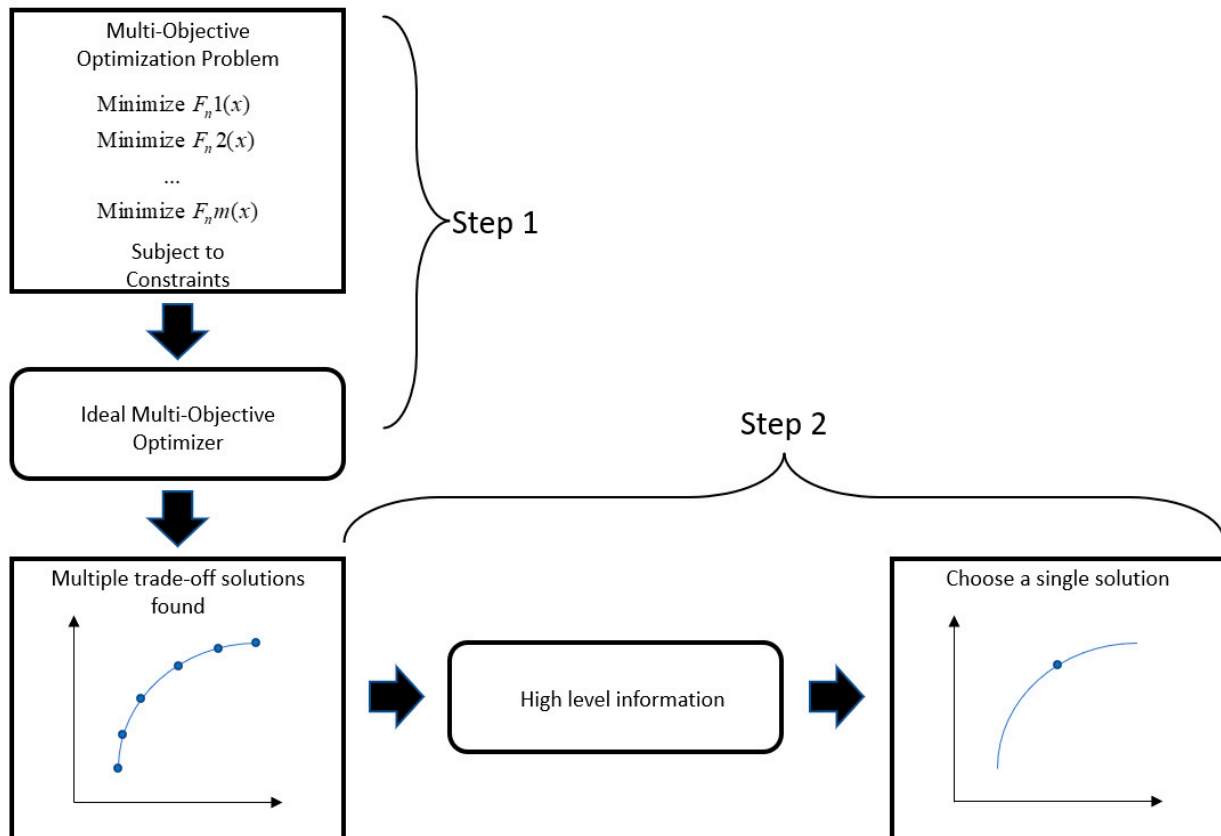 Multi-Objective
Optimization Problem
Minimize Fₙ1(x)
Minimize Fₙ2(x)
...
Minimize Fₙm(x)
Subject to
Constraints
Step 1
Ideal Multi-Objective
Optimizer
Step 2
Multiple trade-off solutions
found
High level information
Choose a single solution